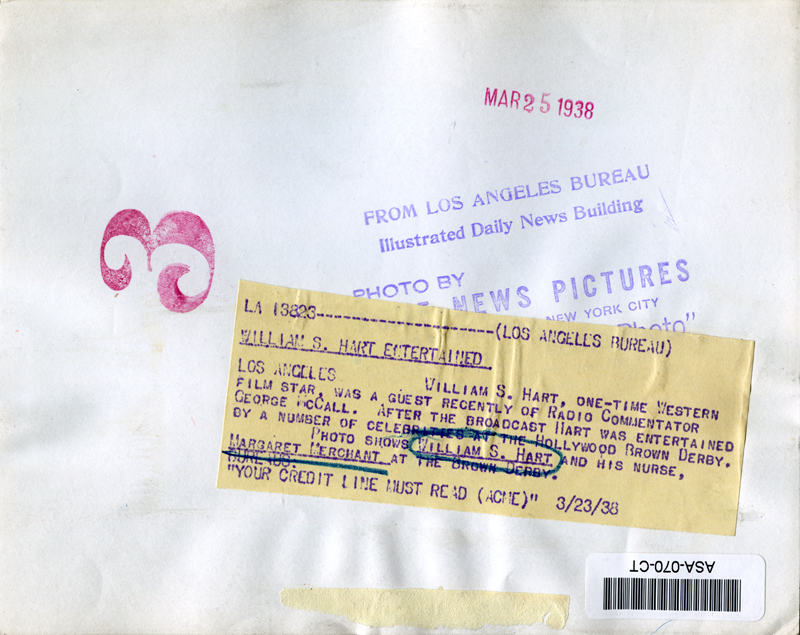 MAR 25 1938
FROM LOS ANGELES BUREAU
Illustrated Daily News Building
PHOTO BY
NEWS PICTURES
NEW YORK CITY
Photo"
3
LA 13823--------------------(LOS ANGELES BUREAU)
WILLIAM S. HART ENTERTAINED
LOS ANGELES WILLIAM S. HART, ONE-TIME WESTERN
FILM STAR, WAS A GUEST RECENTLY OF RADIO COMMENTATOR
GEORGE MCCALL. AFTER THE BROADCAST HART WAS ENTERTAINED
BY A NUMBER OF CELEBRITIES AT THE HOLLYWOOD BROWN DERBY.
PHOTO SHOWS WILLIAM S. HART AND HIS NURSE,
MARGARET MERCHANT AT THE BROWN DERBY.
BUREAUS:
"YOUR CREDIT LINE MUST READ (ACME)" 3/23/38
ASA-070-CT